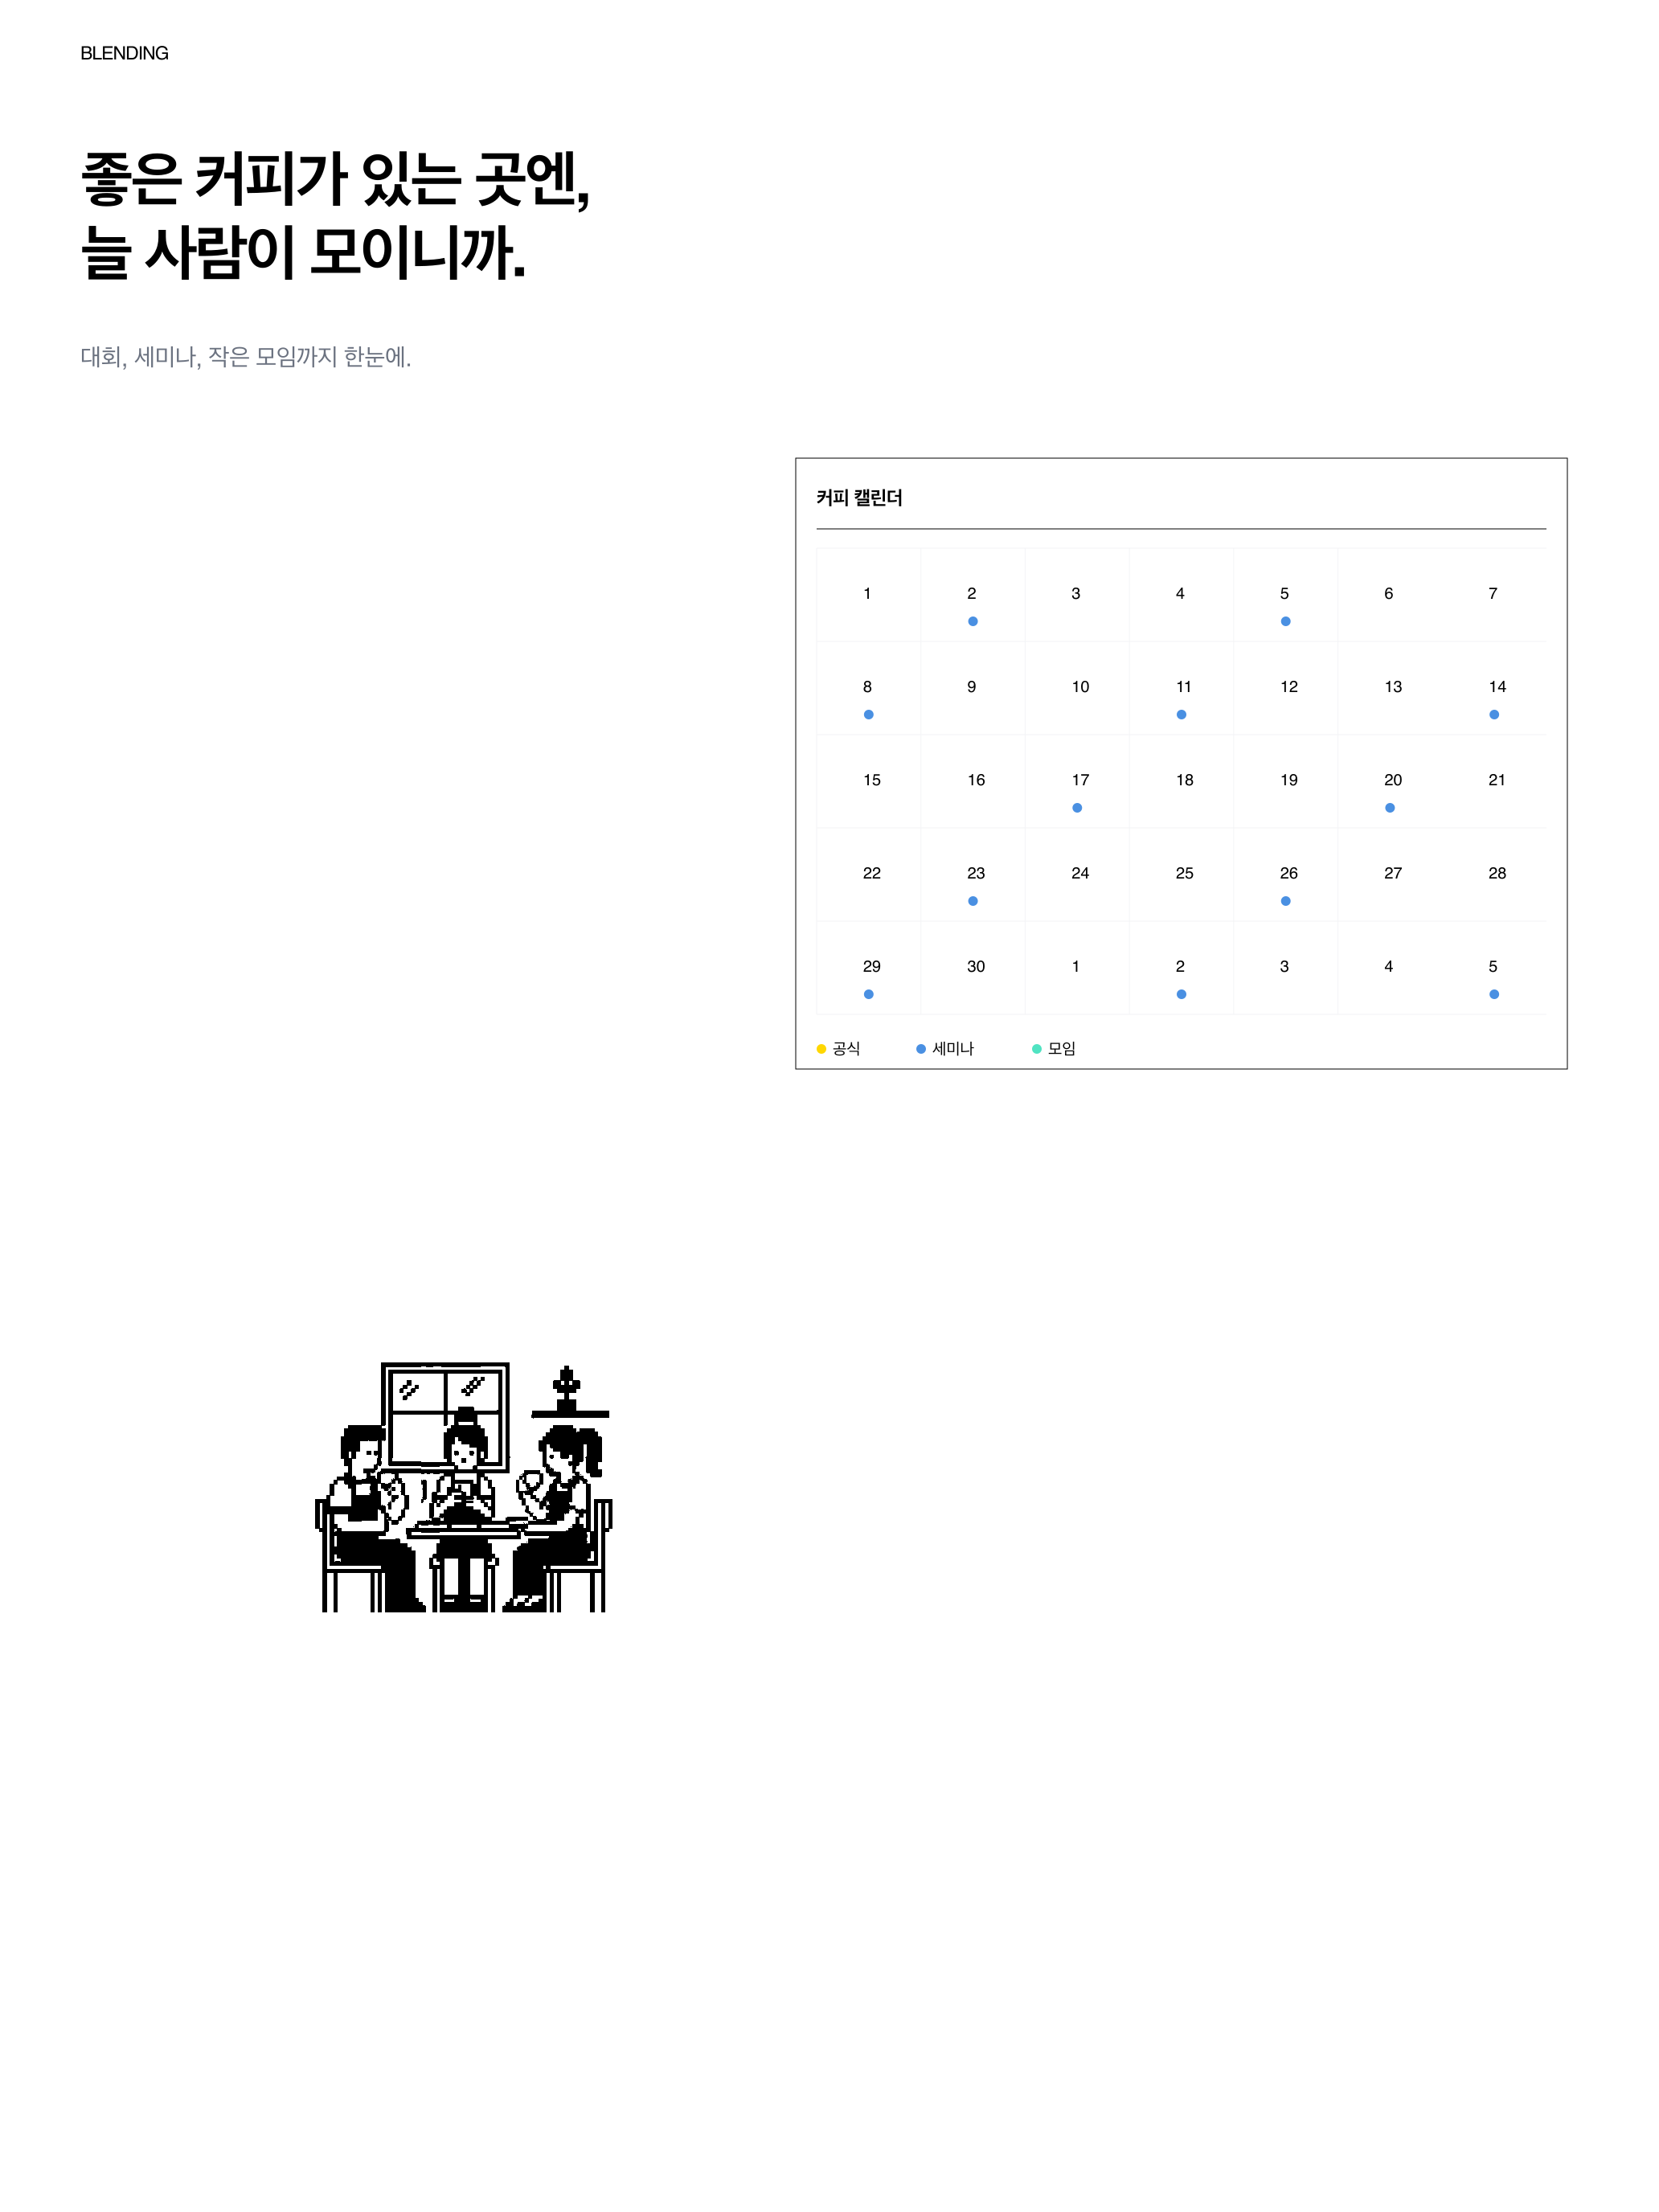 BLENDING
좋은 커피가 있는 곳엔,
늘 사람이 모이니까.
대회, 세미나, 작은 모임까지 한눈에.
커피 캘린더
1 2 3 4 5 6 7
8 9 10 11 12 13 14
15 16 17 18 19 20 21
22 23 24 25 26 27 28
29 30 1 2 3 4 5
공식 세미나 모임